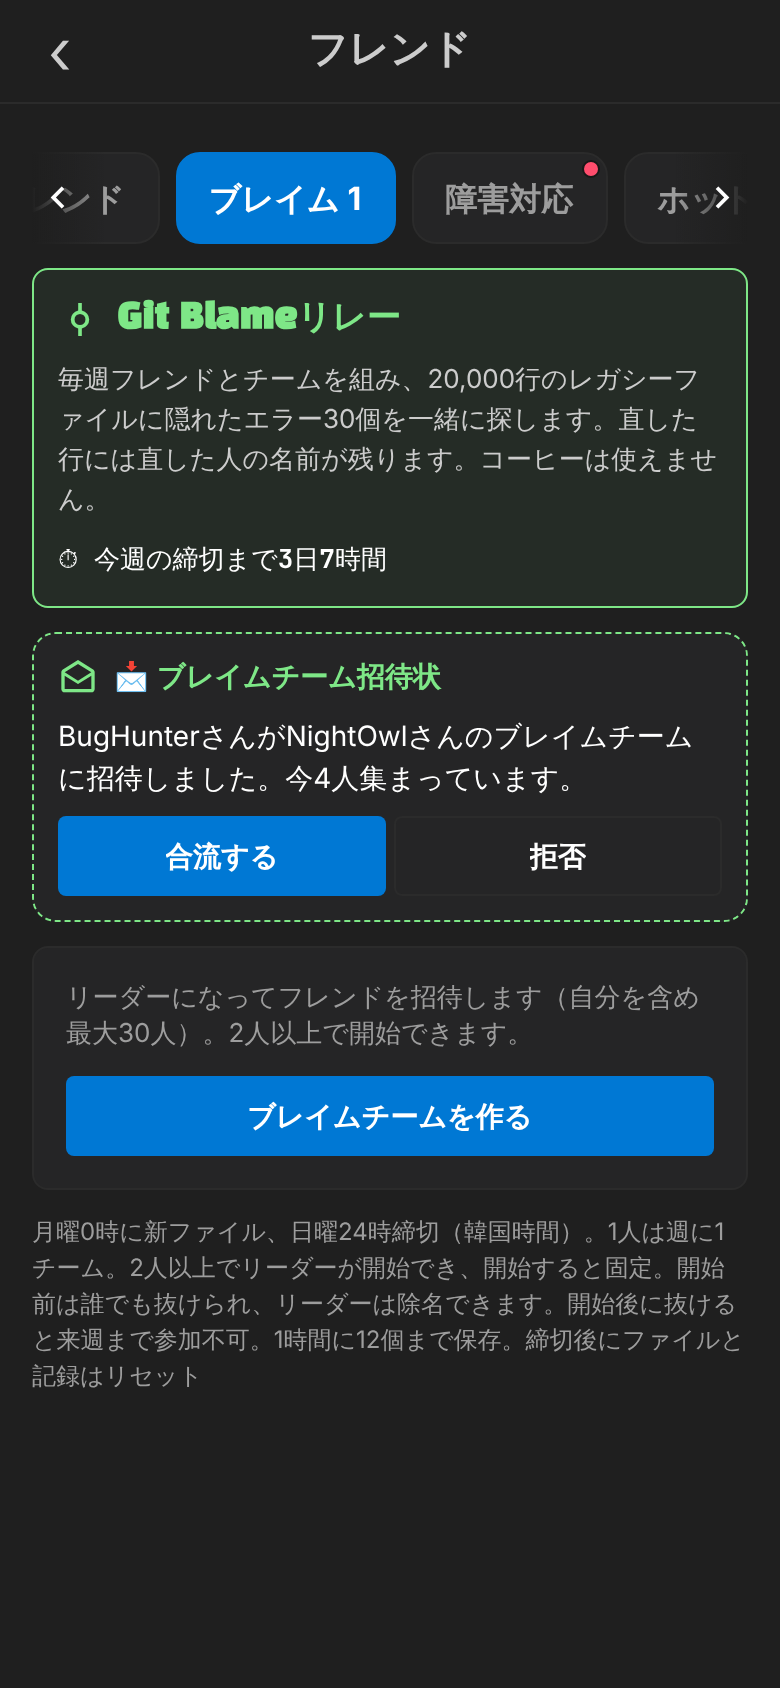 フレンド
ンド
ブレイム 1
障害対応
ホット
Git Blameリレー
毎週フレンドとチームを組み、20,000行のレガシーフ
ァイルに隠れたエラー30個を一緒に探します。直した
行には直した人の名前が残ります。コーヒーは使えませ
ん。
今週の締切まで3日7時間
ブレイムチーム招待状
BugHunterさんがNightOwlさんのブレイムチーム
に招待しました。今4人集まっています。
合流する
拒否
リーダーになってフレンドを招待します（自分を含め
最大30人）。2人以上で開始できます。
ブレイムチームを作る
月曜0時に新ファイル、日曜24時締切（韓国時間）。1人は週に1
チーム。2人以上でリーダーが開始でき、開始すると固定。開始
前は誰でも抜けられ、リーダーは除名できます。開始後に抜ける
と来週まで参加不可。1時間に12個まで保存。締切後にファイルと
記録はリセット